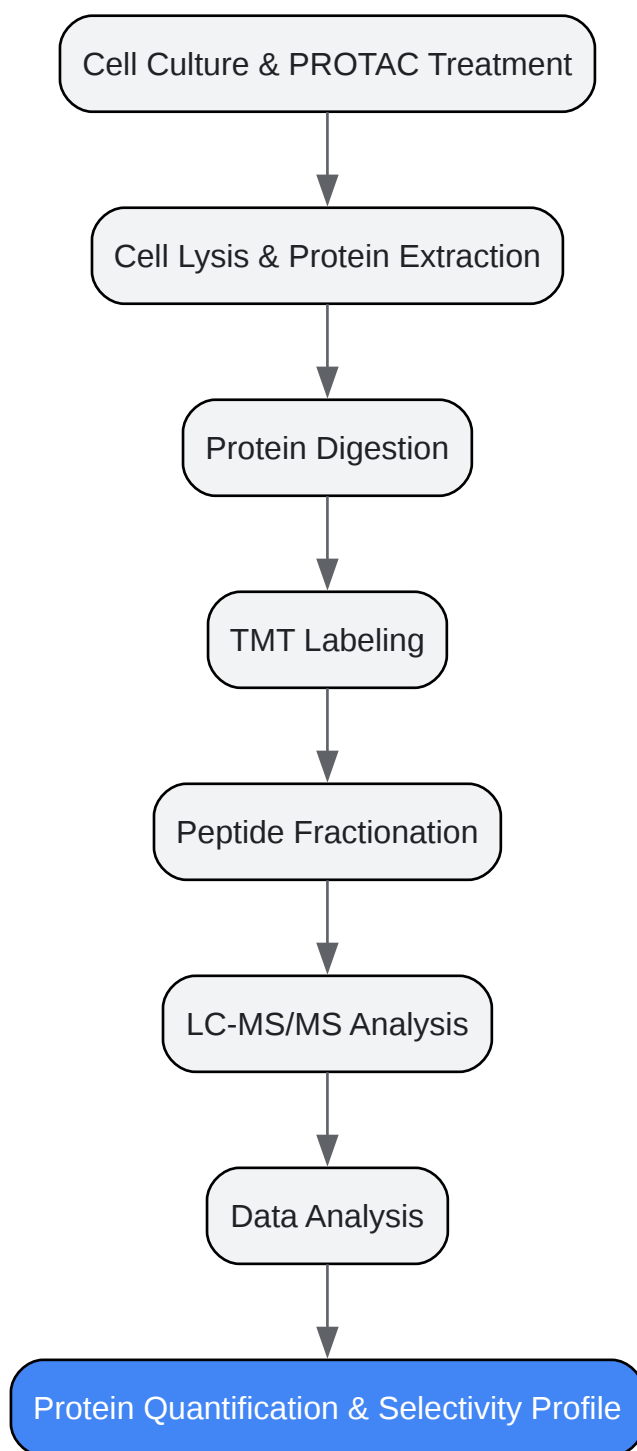 Cell Culture & PROTAC Treatment
Cell Lysis & Protein Extraction
Protein Digestion
TMT Labeling
Peptide Fractionation
LC-MS/MS Analysis
Data Analysis
Protein Quantification & Selectivity Profile